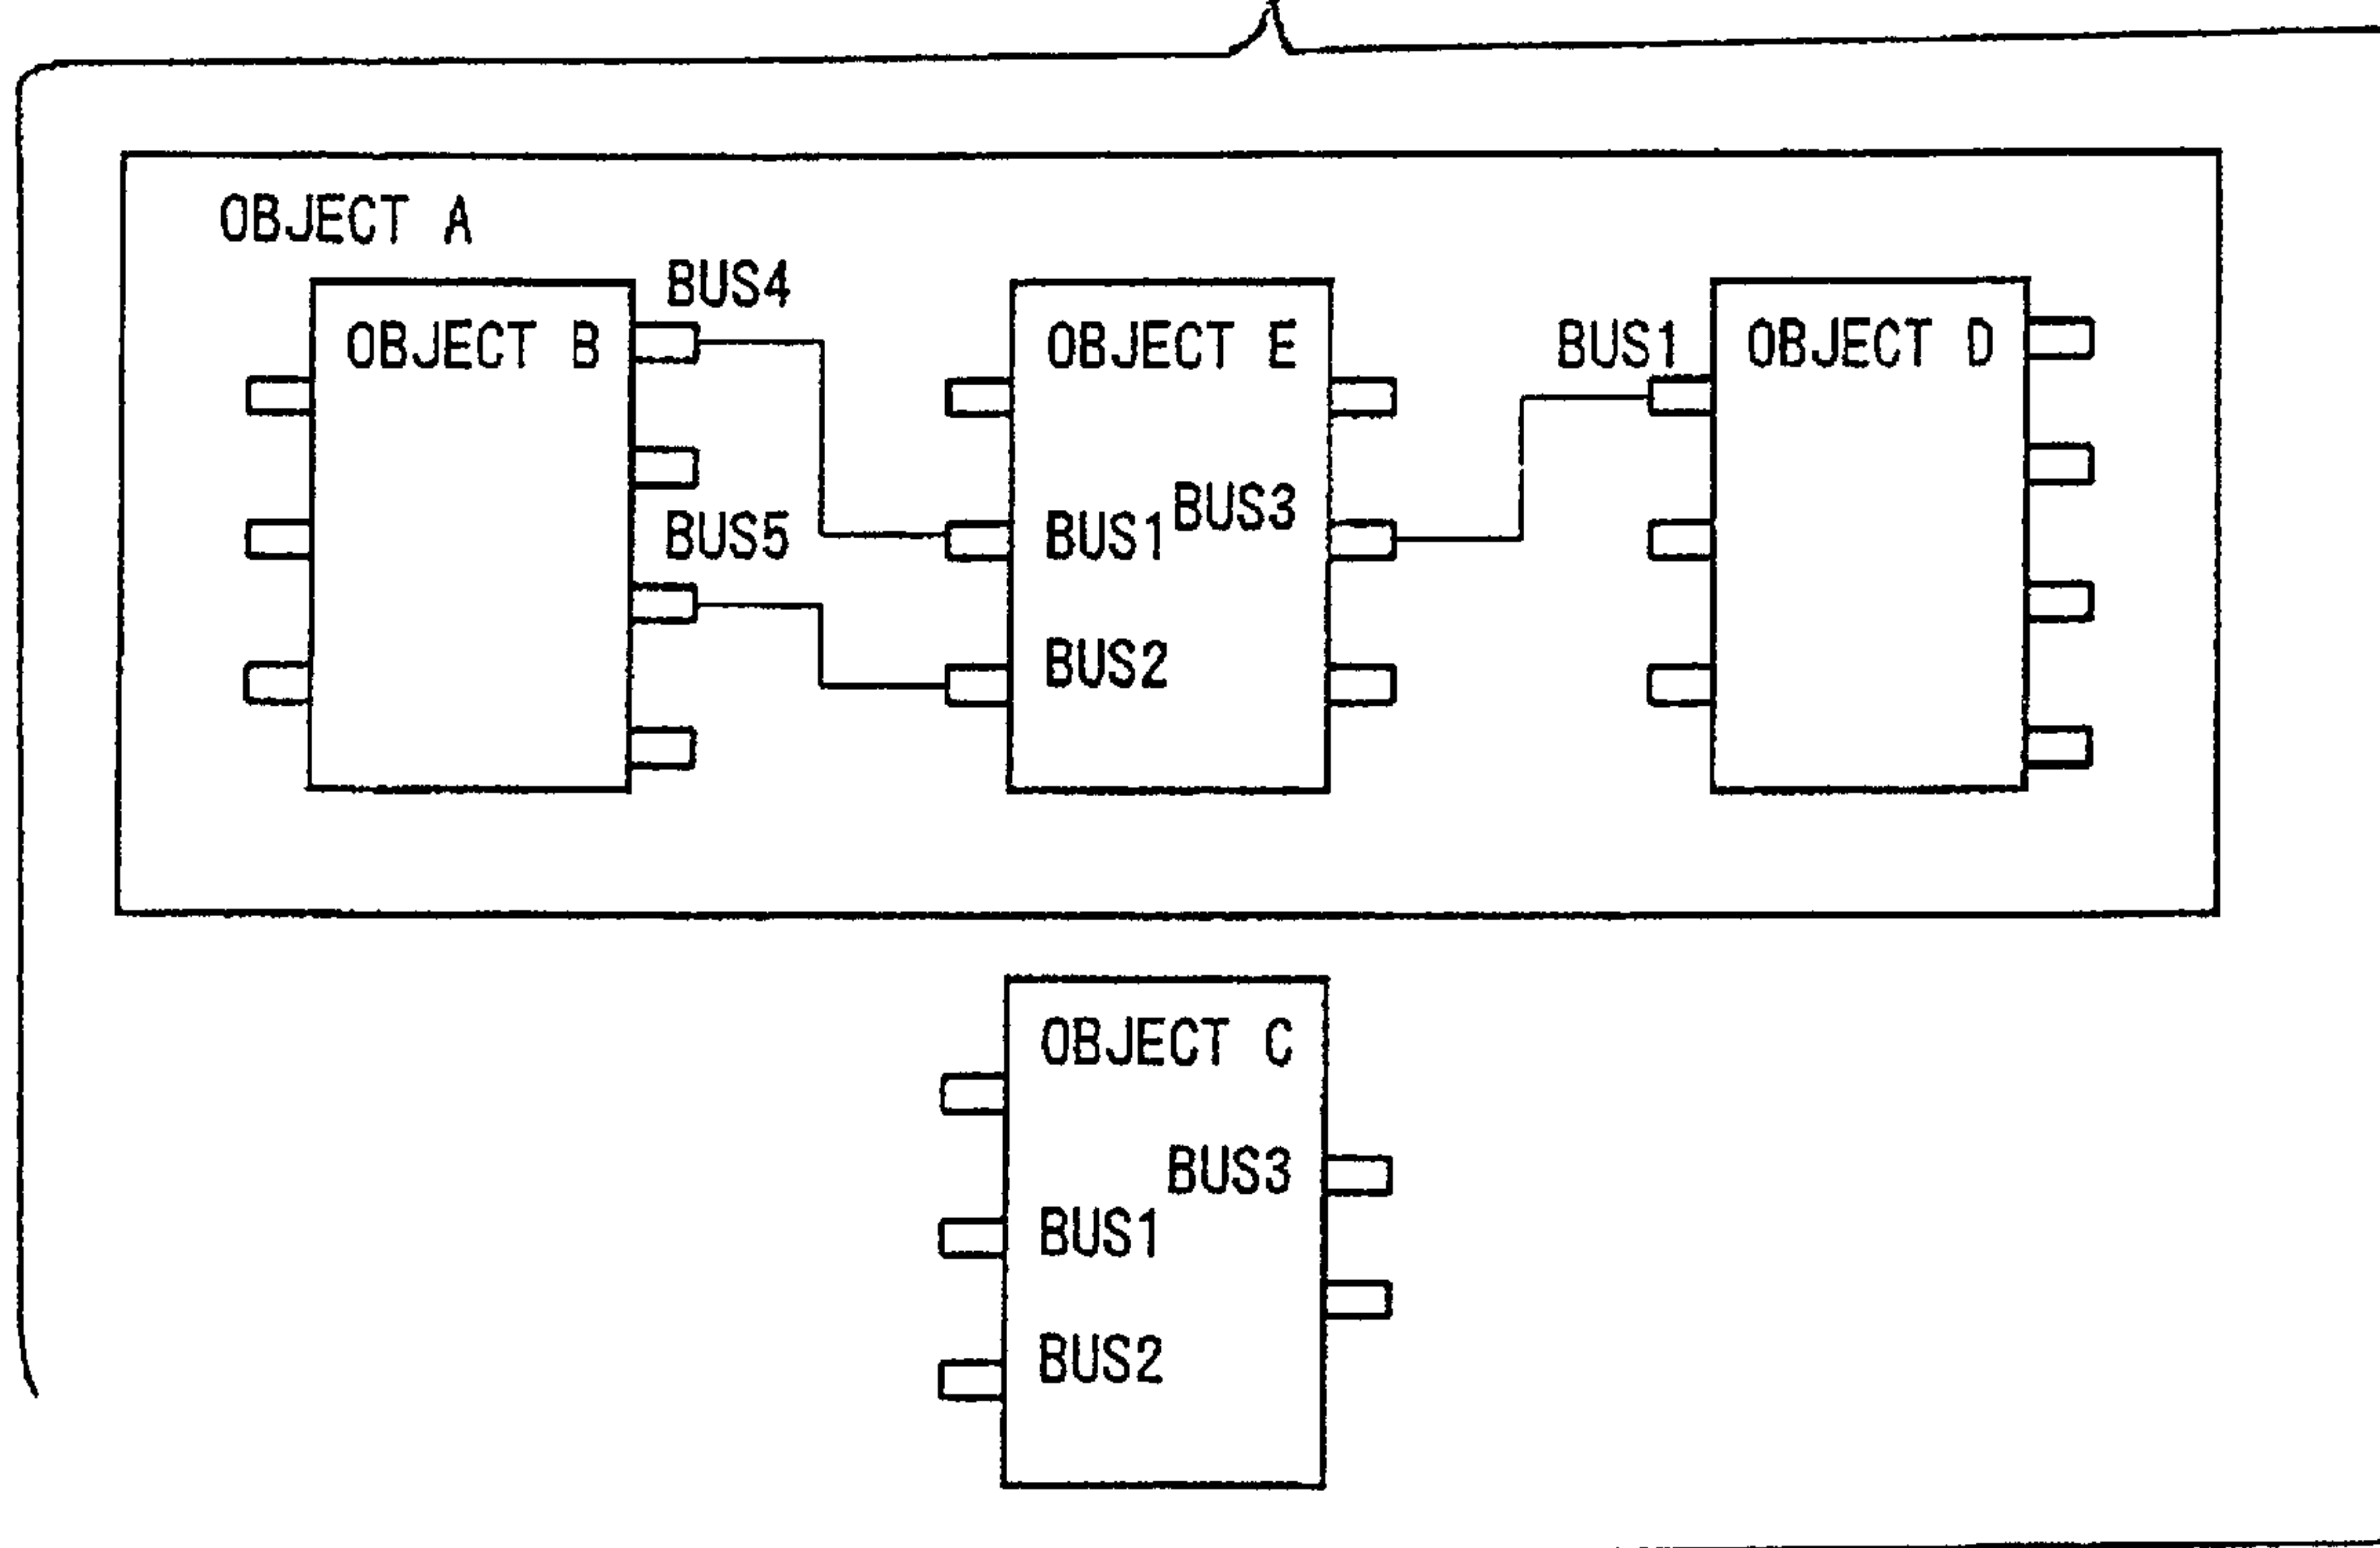 OBJECT A
BUS4
OBJECT B
OBJECT E
BUS1
OBJECT D
BUS3
BUS5
BUS1
BUS2
OBJECT C
BUS3
BUS1
BUS2